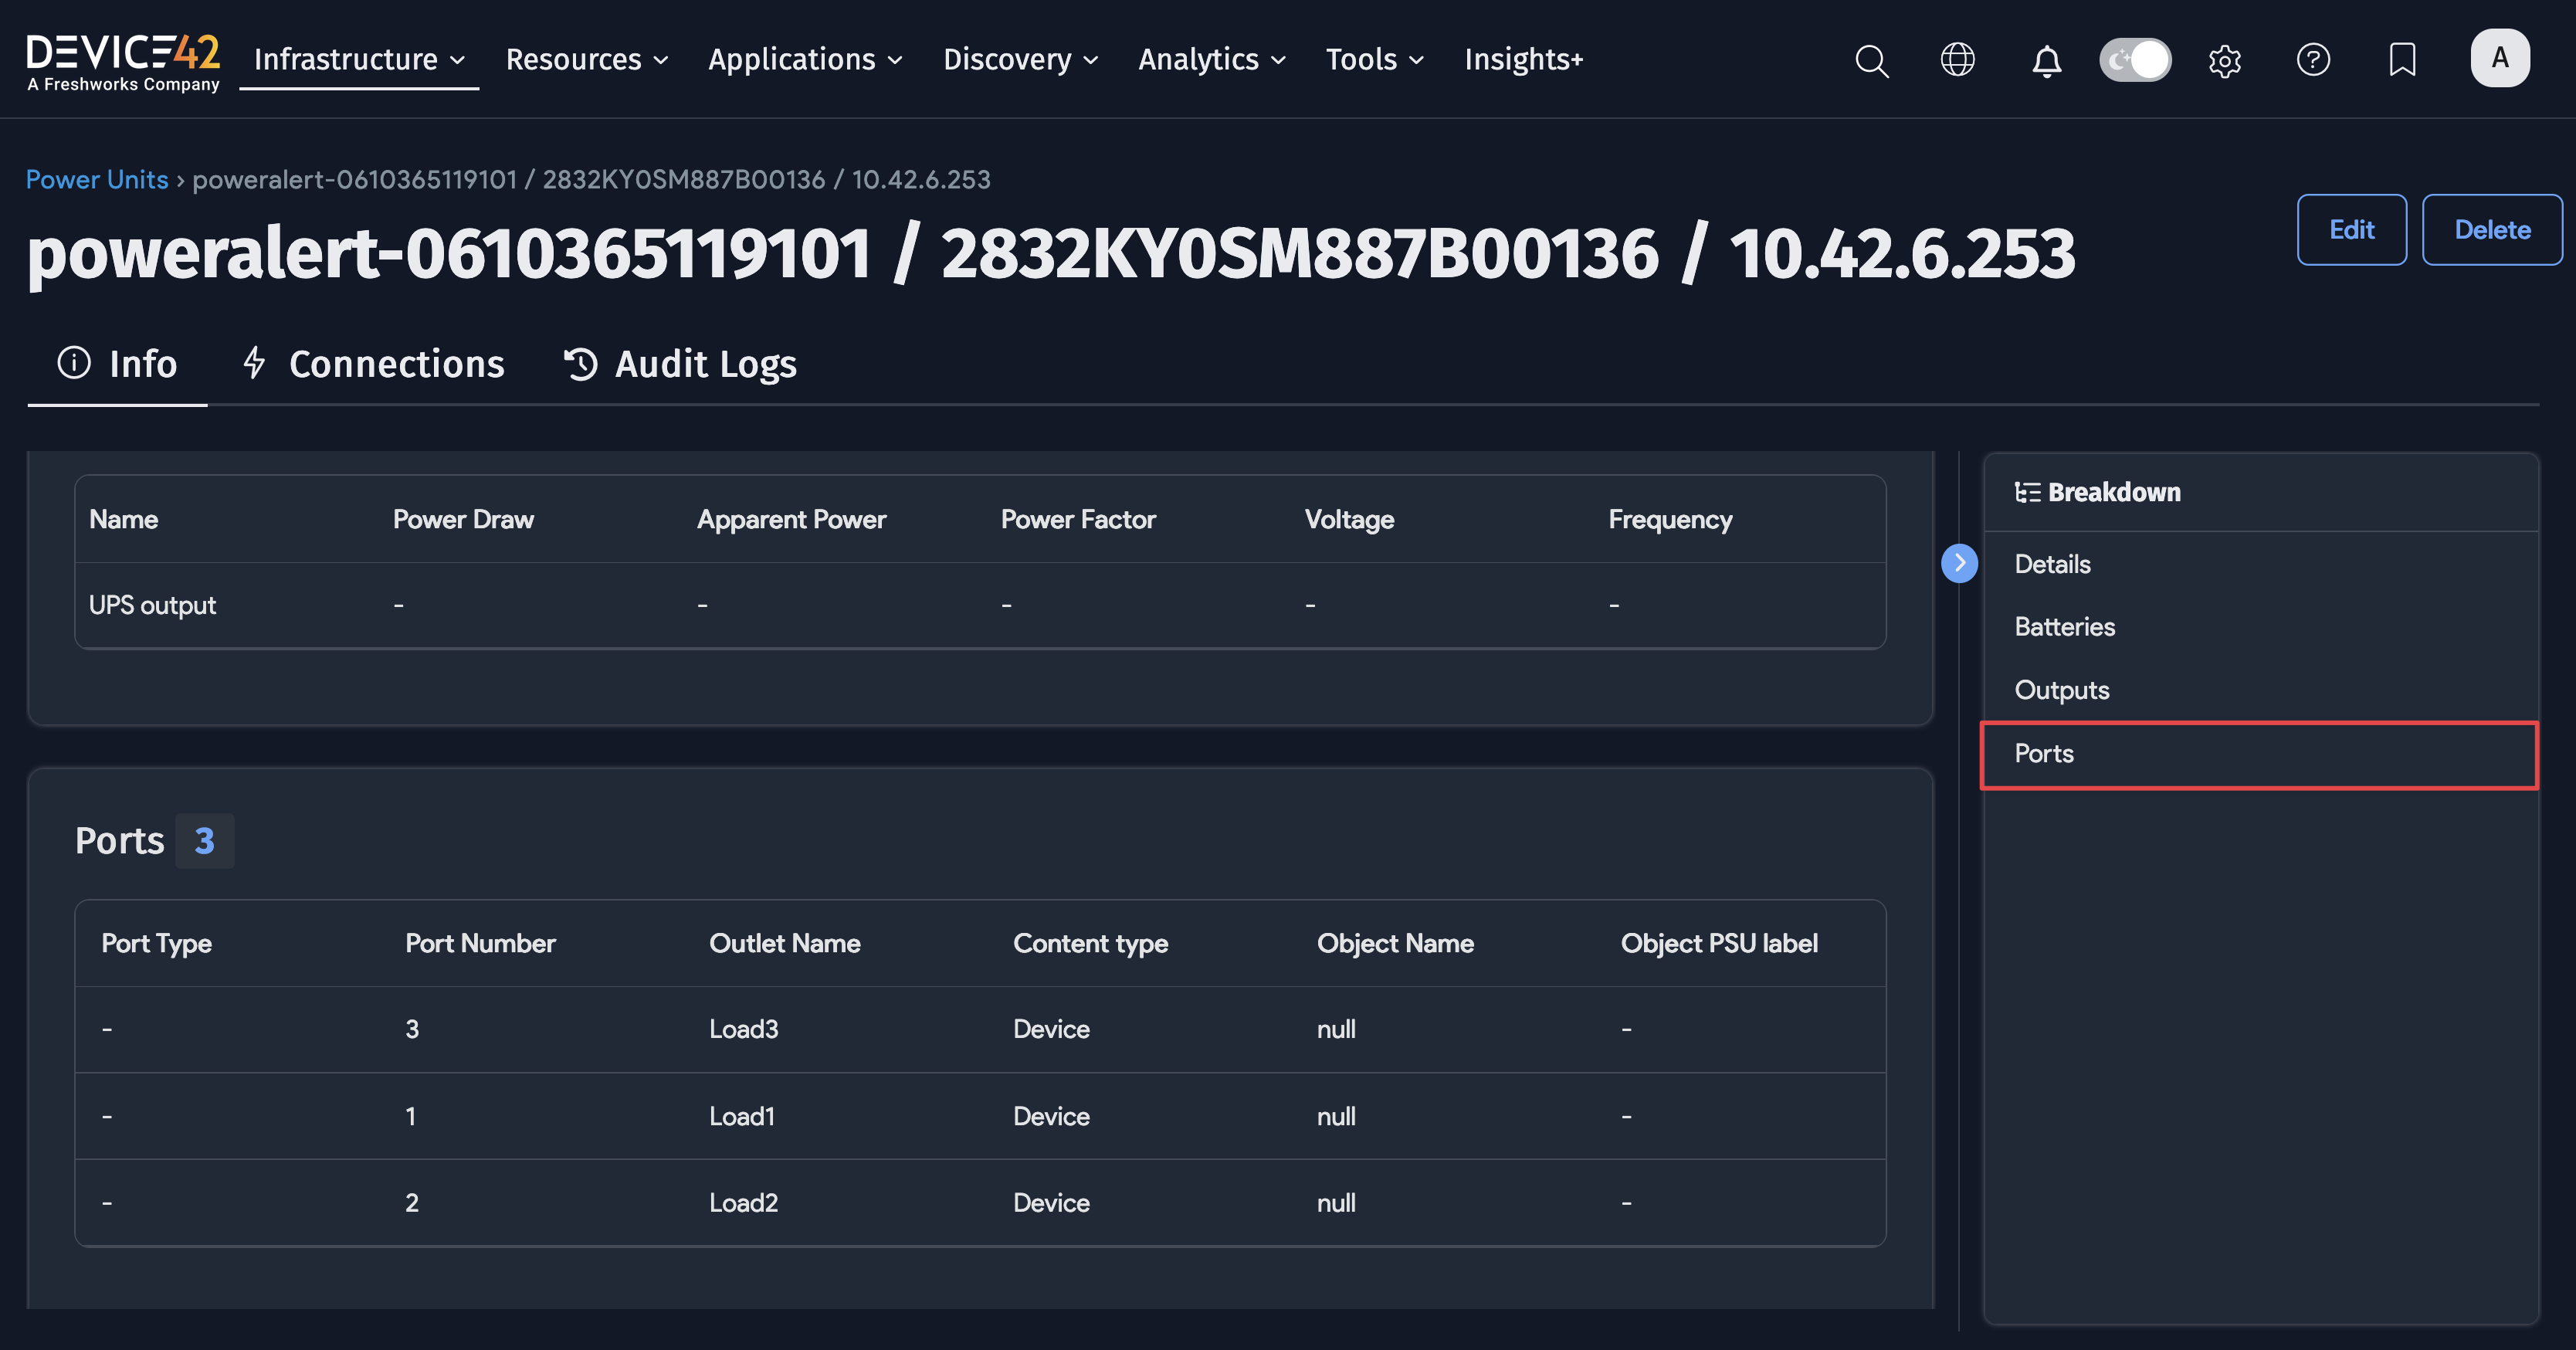 DEVICE42
A Freshworks Company
Infrastructure Resources Applications Discovery Analytics Tools Insights+
A
Power Units › poweralert-0610365119101 / 2832KY0SM887B00136 / 10.42.6.253
poweralert-0610365119101 / 2832KY0SM887B00136 / 10.42.6.253
Edit Delete
Info Connections Audit Logs
Name Power Draw Apparent Power Power Factor Voltage Frequency
UPS output - - - - -
Ports 3
Port Type Port Number Outlet Name Content type Object Name Object PSU label
- 3 Load3 Device null -
- 1 Load1 Device null -
- 2 Load2 Device null -
Breakdown
Details
Batteries
Outputs
Ports